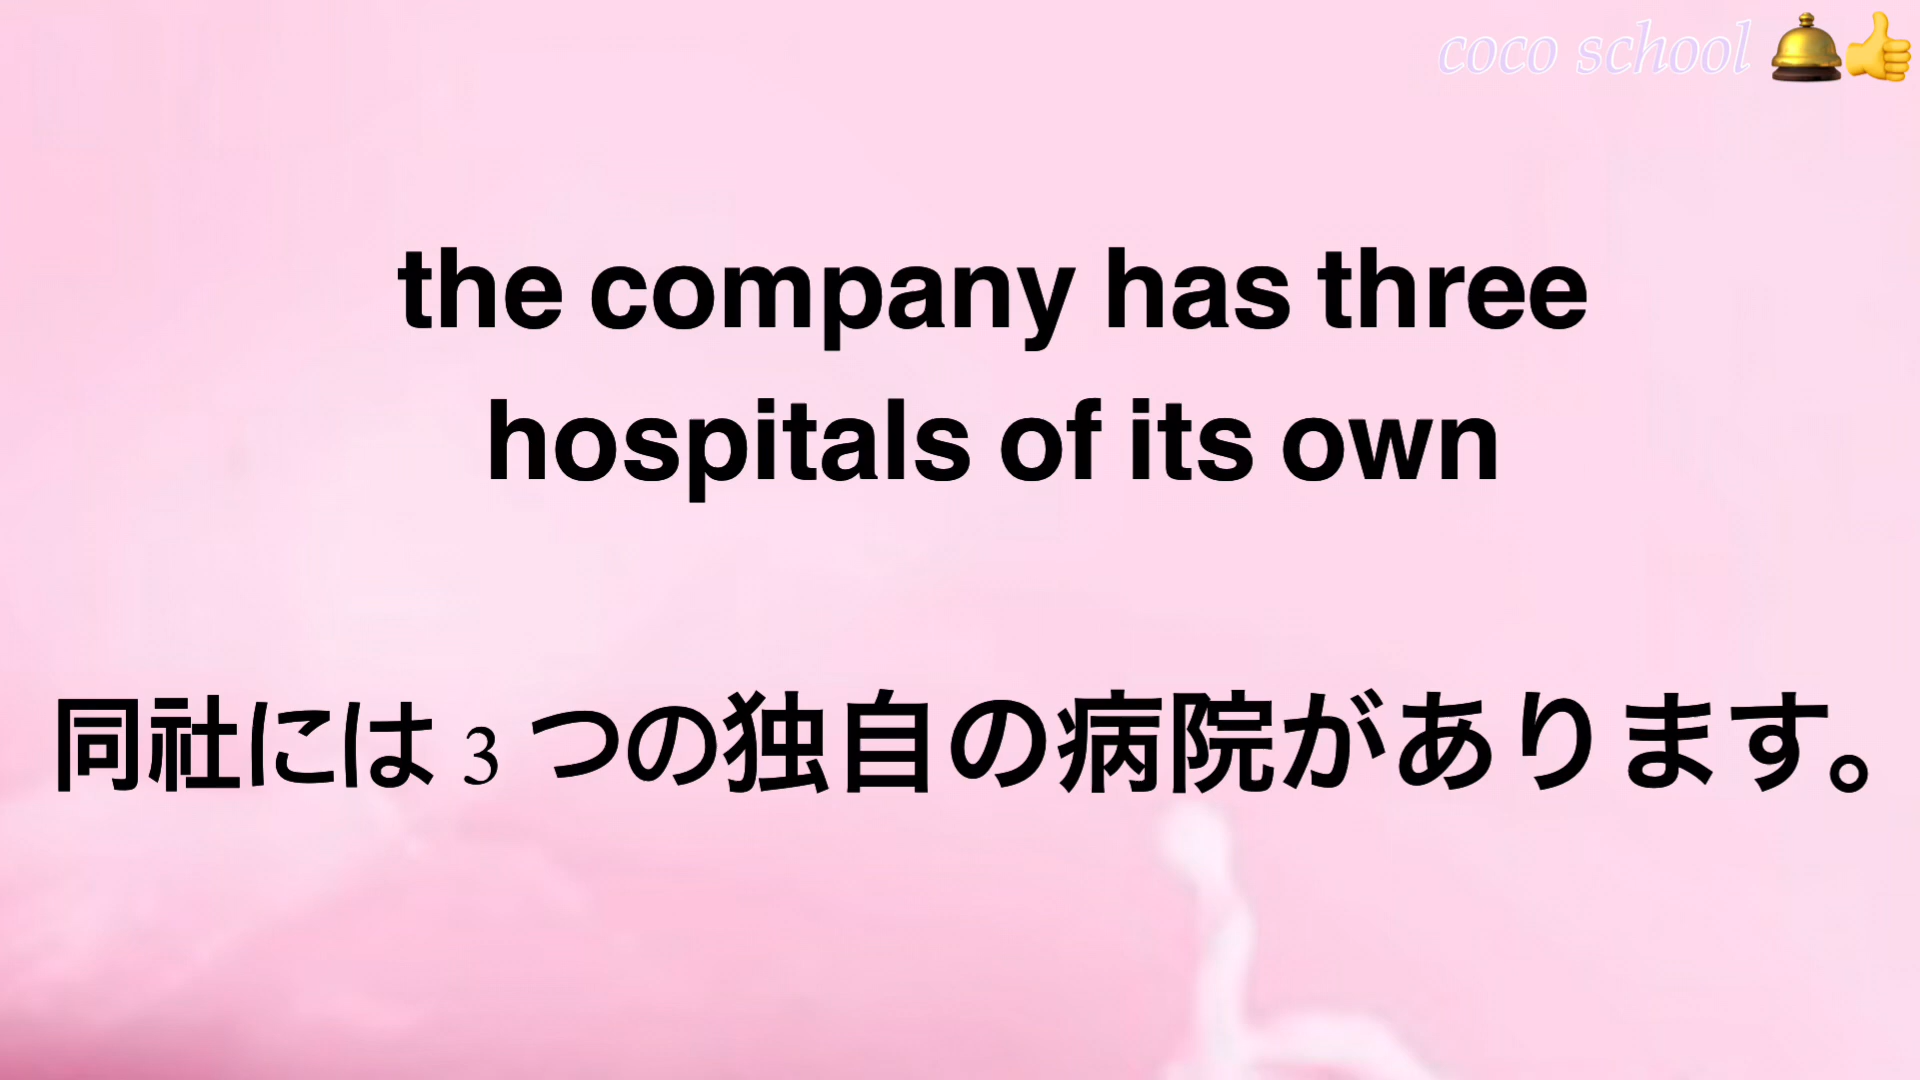 coco school 🛎️👍
the company has three
hospitals of its own
同社には 3 つの独自の病院があります。